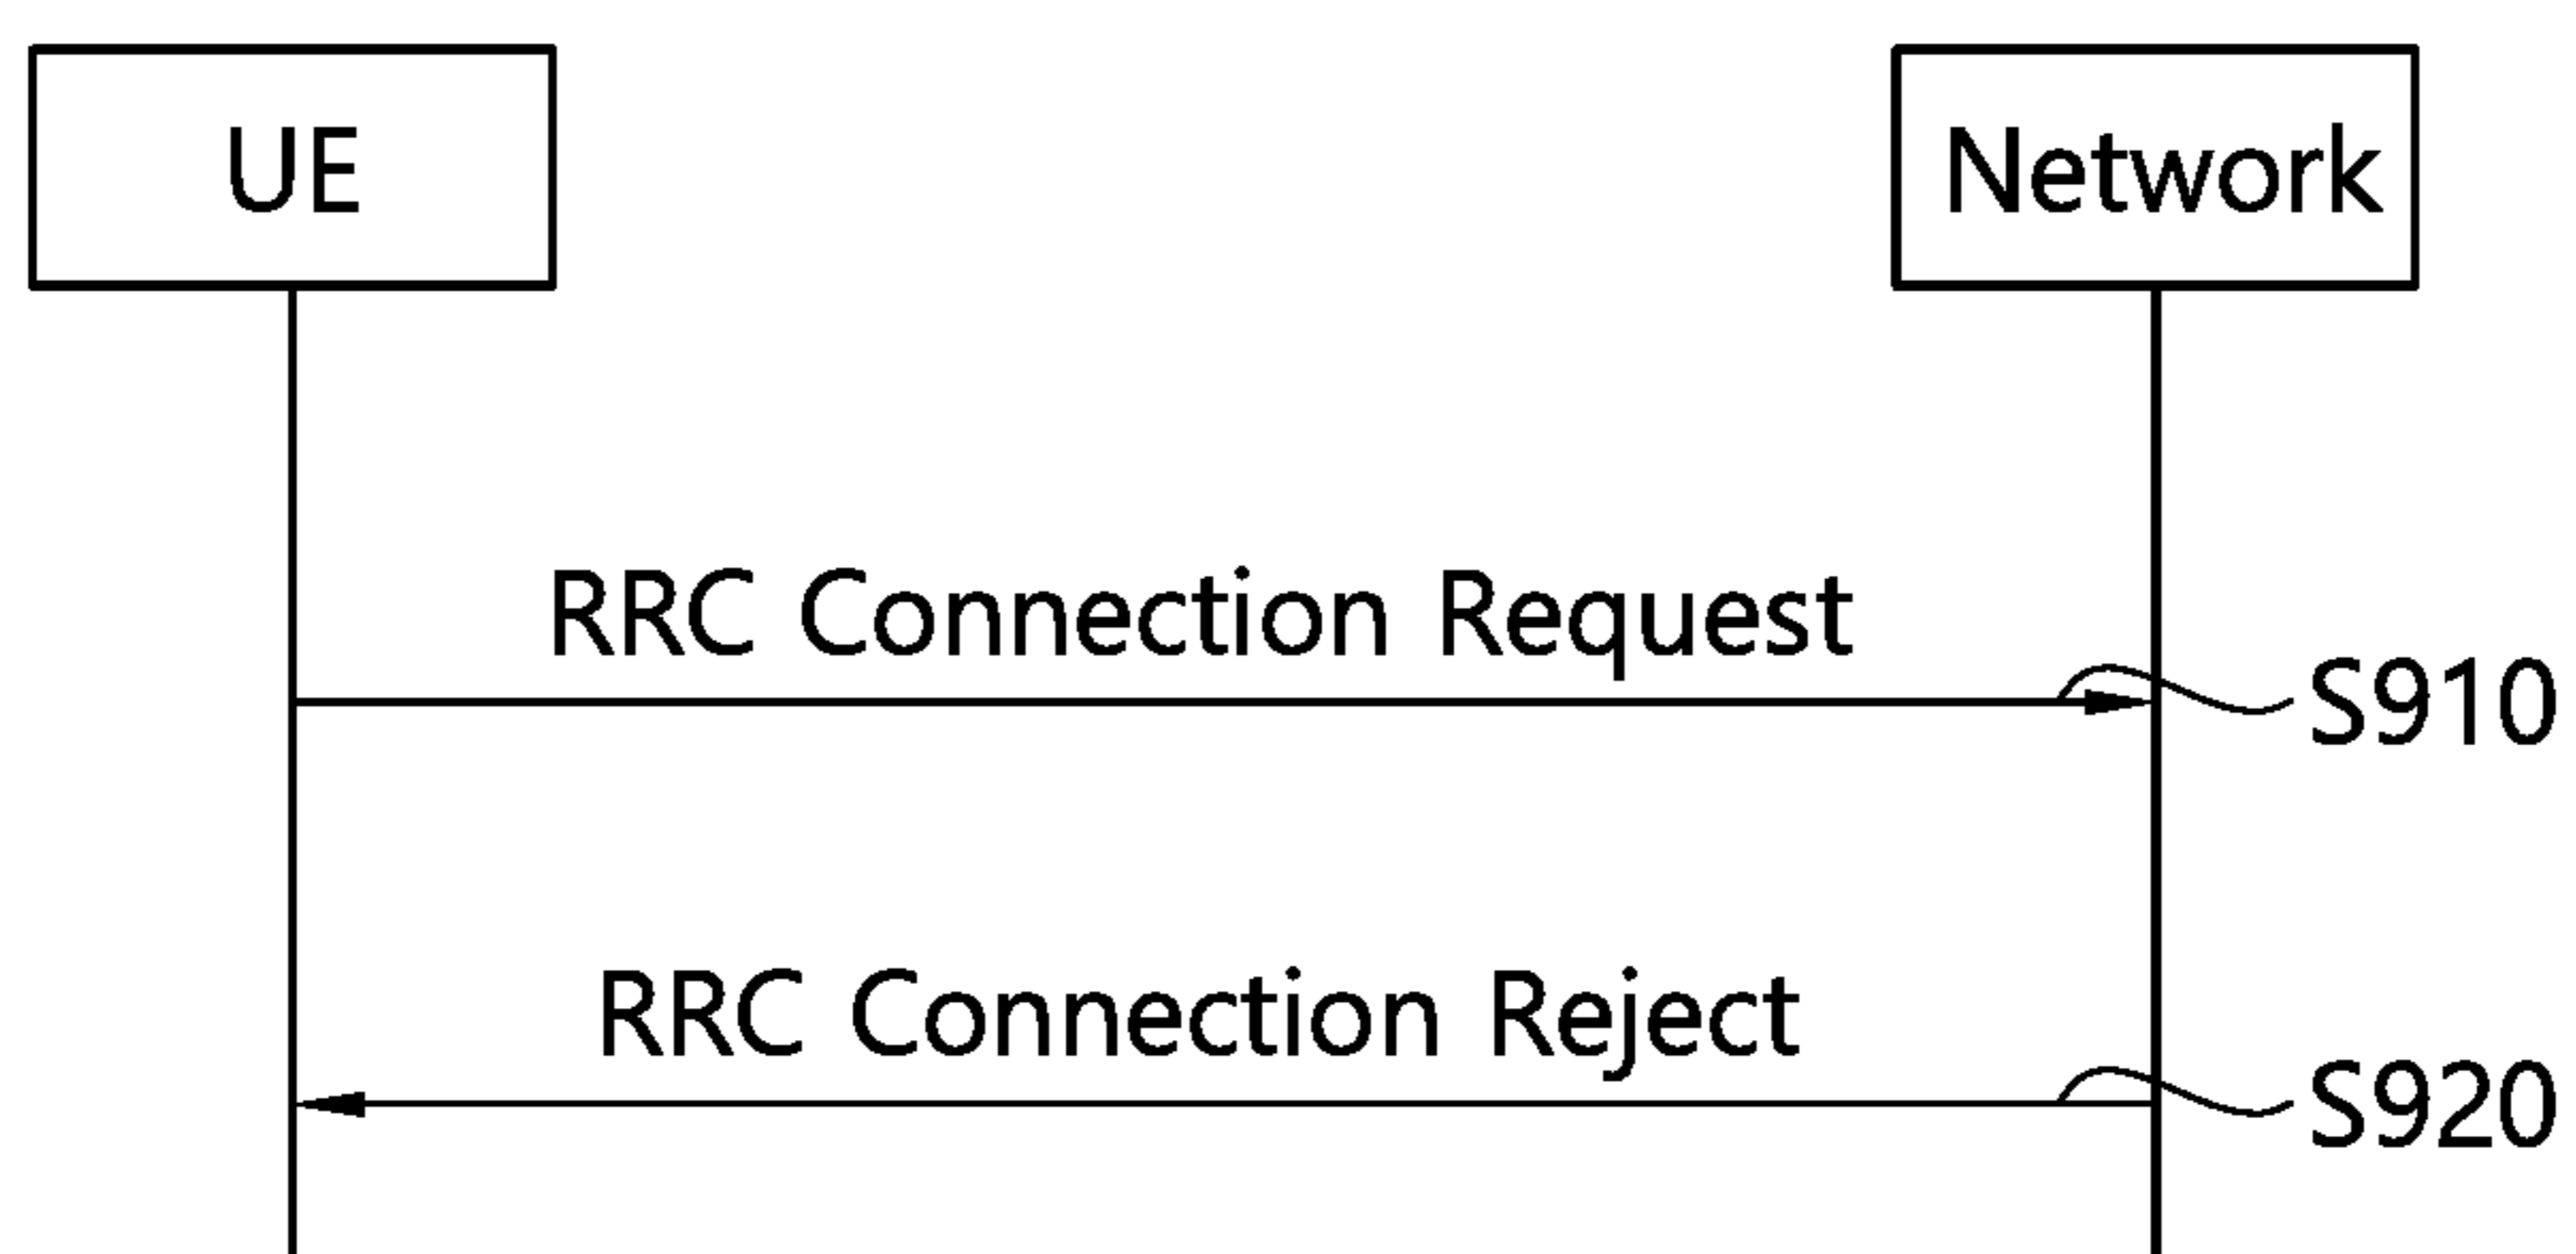 UE
Network
RRC Connection Request
S910
RRC Connection Reject
S920